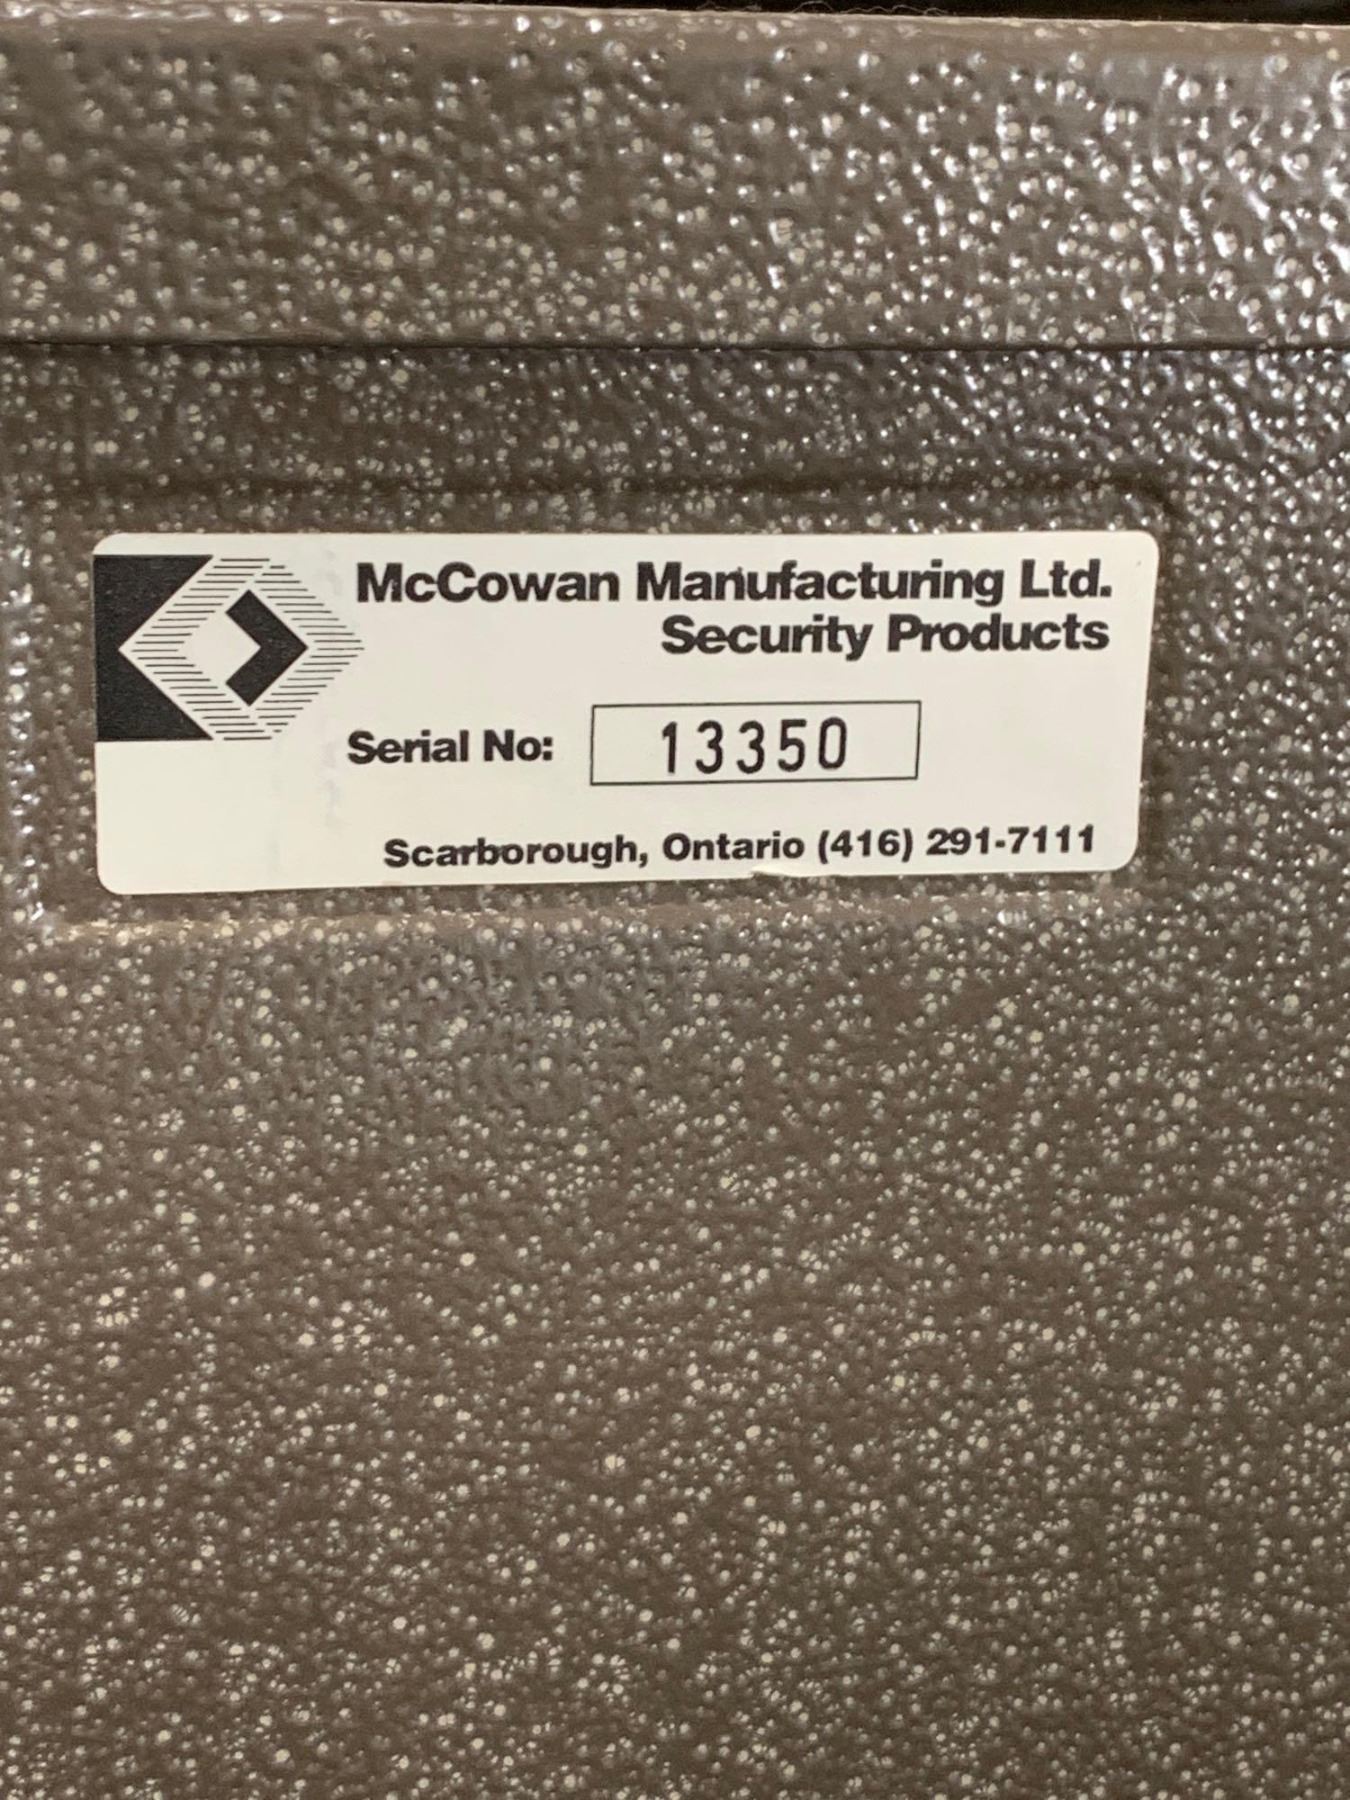 McCowan Manufacturing Ltd.
Security Products
Serial No: 13350
Scarborough, Ontario (416) 291-7111